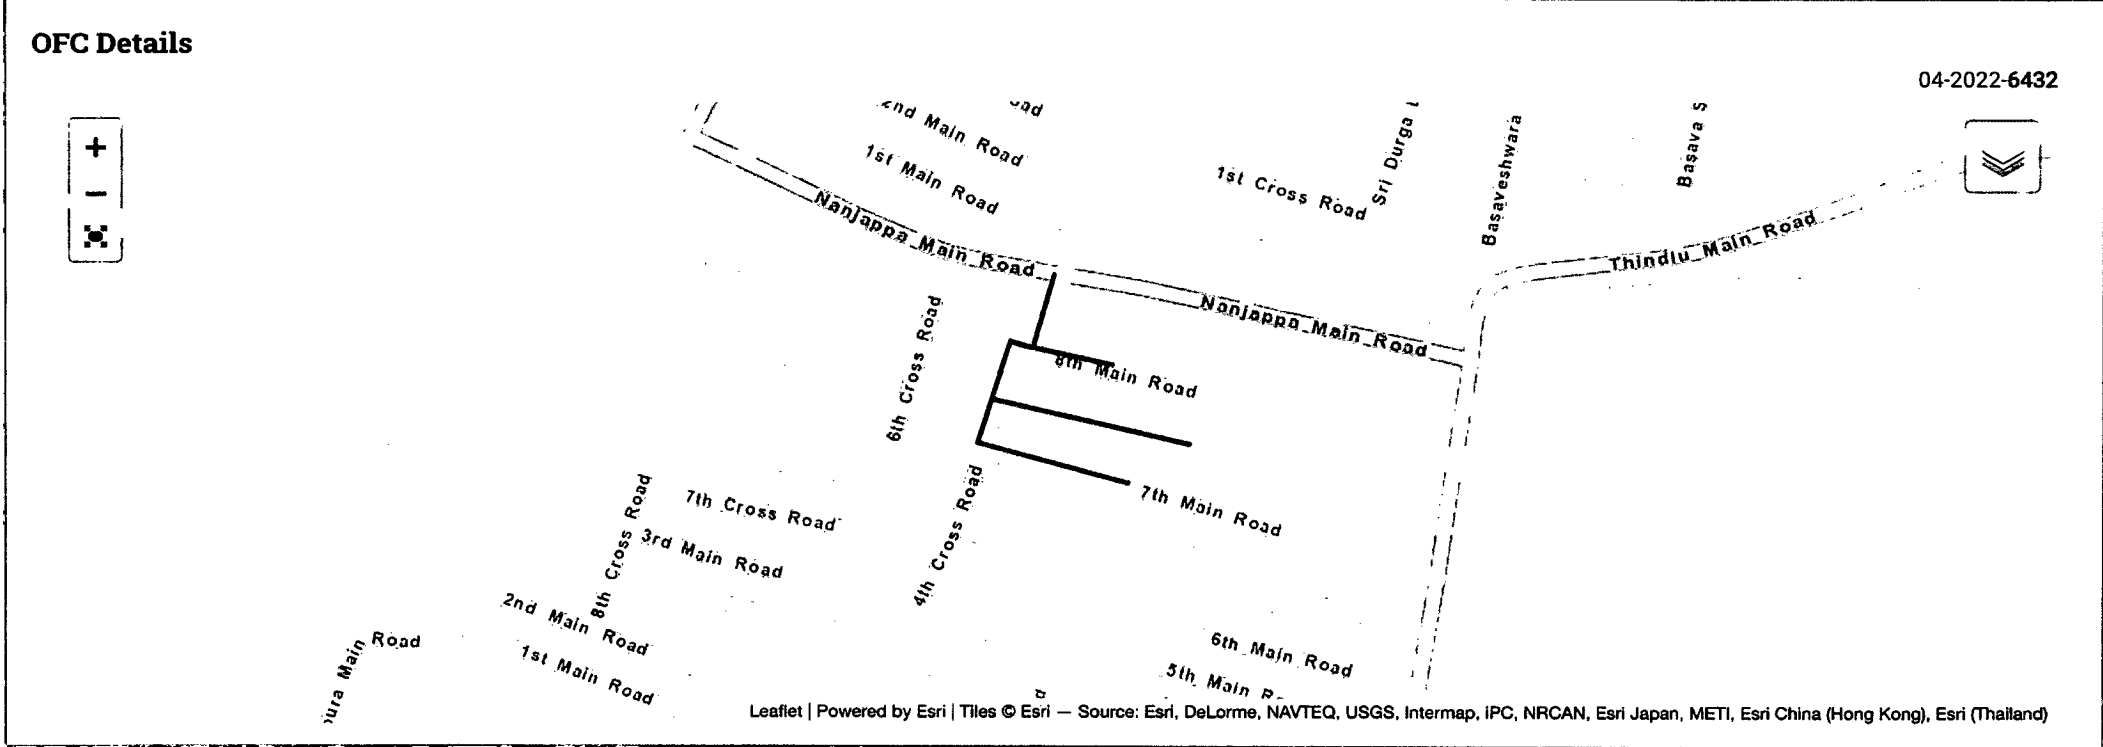 OFC Details
04-2022-6432
+
−
2nd Main Road
1st Main Road
1st Cross Road
Sri Durga
Basaveshwara
Basava S
Nanjappa Main Road
Nanjappa Main Road
Thindlu Main Road
6th Cross Road
8th Main Road
7th Main Road
4th Cross Road
7th Cross Road
8th Cross Road
3rd Main Road
2nd Main Road
1st Main Road
Main Road
6th Main Road
5th Main
Leaflet | Powered by Esri | Tiles © Esri — Source: Esri, DeLorme, NAVTEQ, USGS, Intermap, iPC, NRCAN, Esri Japan, METI, Esri China (Hong Kong), Esri (Thailand)